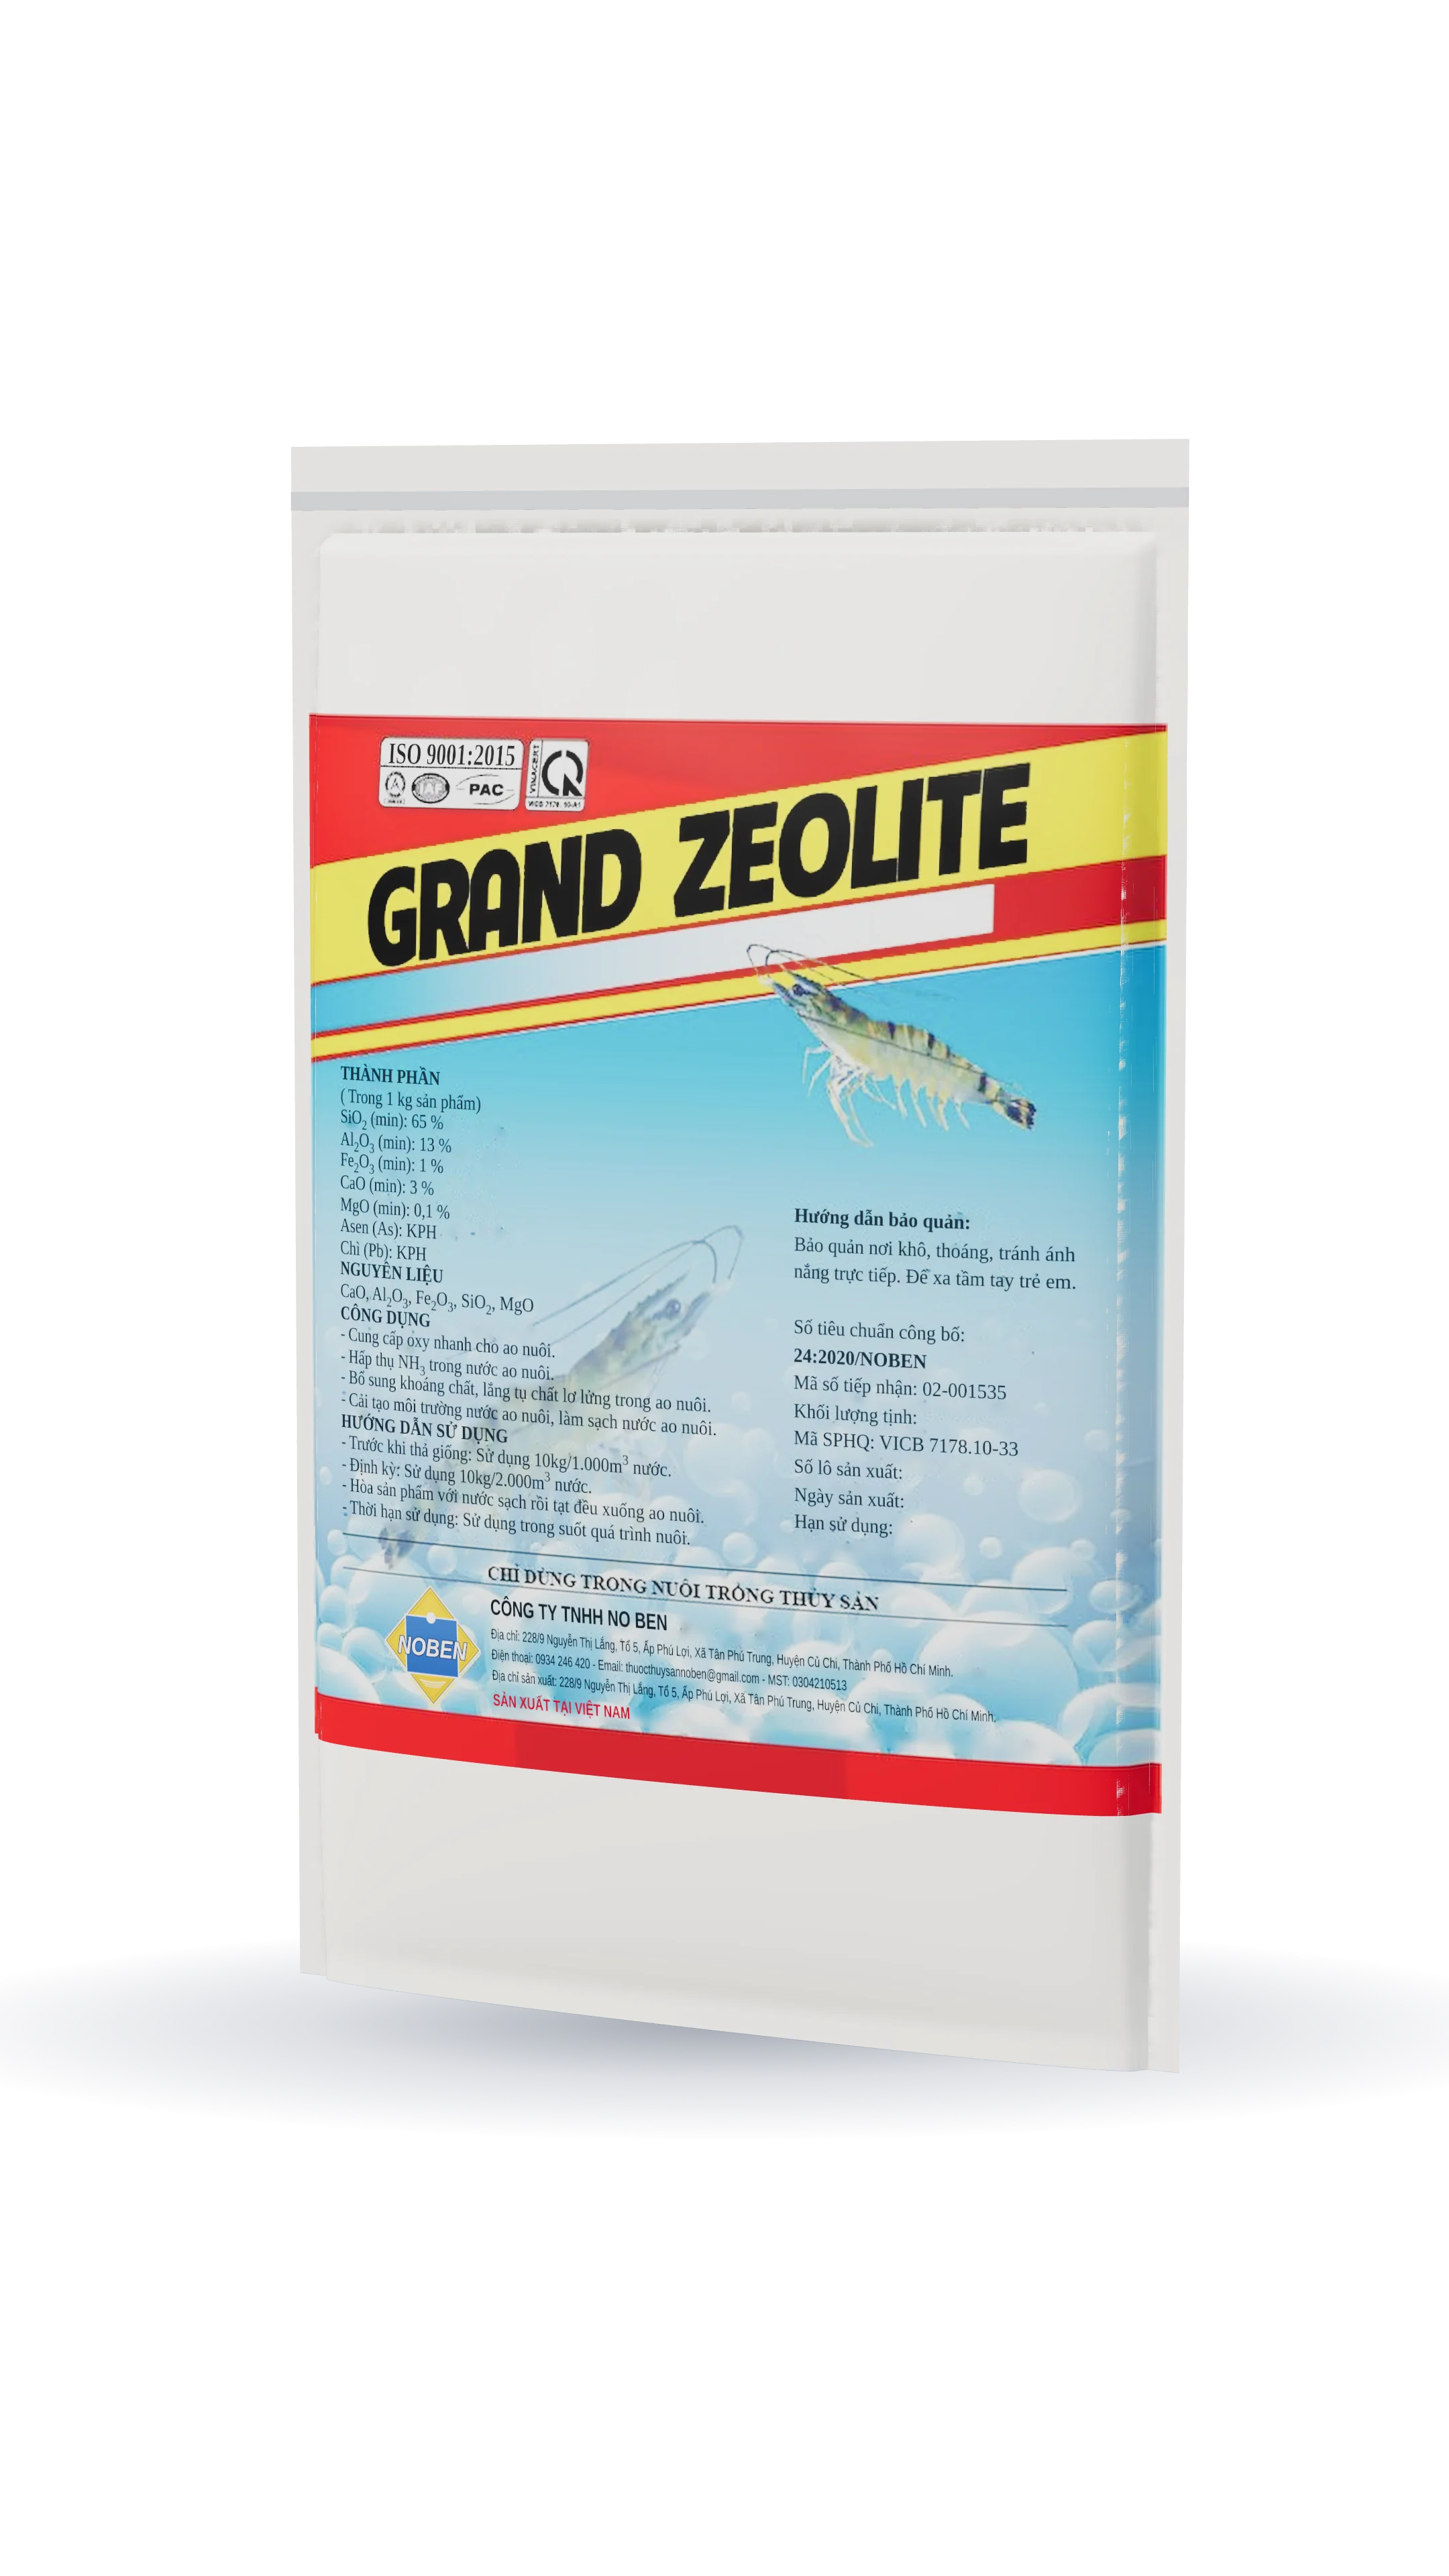 ISO 9001:2015
PAC
VINACERT
VICB 7178. 10-A1
GRAND ZEOLITE
THÀNH PHẦN
( Trong 1 kg sản phẩm)
SiO₂ (min): 65 %
Al₂O₃ (min): 13 %
Fe₂O₃ (min): 1 %
CaO (min): 3 %
MgO (min): 0,1 %
Asen (As): KPH
Chì (Pb): KPH
NGUYÊN LIỆU
CaO, Al₂O₃, Fe₂O₃, SiO₂, MgO
CÔNG DỤNG
- Cung cấp oxy nhanh cho ao nuôi.
- Hấp thụ NH₃ trong nước ao nuôi.
- Bổ sung khoáng chất, lắng tụ chất lơ lửng trong ao nuôi.
- Cải tạo môi trường nước ao nuôi, làm sạch nước ao nuôi.
HƯỚNG DẪN SỬ DỤNG
- Trước khi thả giống: Sử dụng 10kg/1.000m³ nước.
- Định kỳ: Sử dụng 10kg/2.000m³ nước.
- Hòa sản phẩm với nước sạch rồi tạt đều xuống ao nuôi.
- Thời hạn sử dụng: Sử dụng trong suốt quá trình nuôi.
Hướng dẫn bảo quản:
Bảo quản nơi khô, thoáng, tránh ánh
nắng trực tiếp. Để xa tầm tay trẻ em.
Số tiêu chuẩn công bố:
24:2020/NOBEN
Mã số tiếp nhận: 02-001535
Khối lượng tịnh:
Mã SPHQ: VICB 7178.10-33
Số lô sản xuất:
Ngày sản xuất:
Hạn sử dụng:
CHỈ DÙNG TRONG NUÔI TRỒNG THỦY SẢN
NOBEN
CÔNG TY TNHH NO BEN
Địa chỉ: 228/9 Nguyễn Thị Lắng, Tổ 5, Ấp Phú Lợi, Xã Tân Phú Trung, Huyện Củ Chi, Thành Phố Hồ Chí Minh.
Điện thoại: 0934 246 420 - Email: thuocthuysannoben@gmail.com - MST: 0304210513
Địa chỉ sản xuất: 228/9 Nguyễn Thị Lắng, Tổ 5, Ấp Phú Lợi, Xã Tân Phú Trung, Huyện Củ Chi, Thành Phố Hồ Chí Minh.
SẢN XUẤT TẠI VIỆT NAM